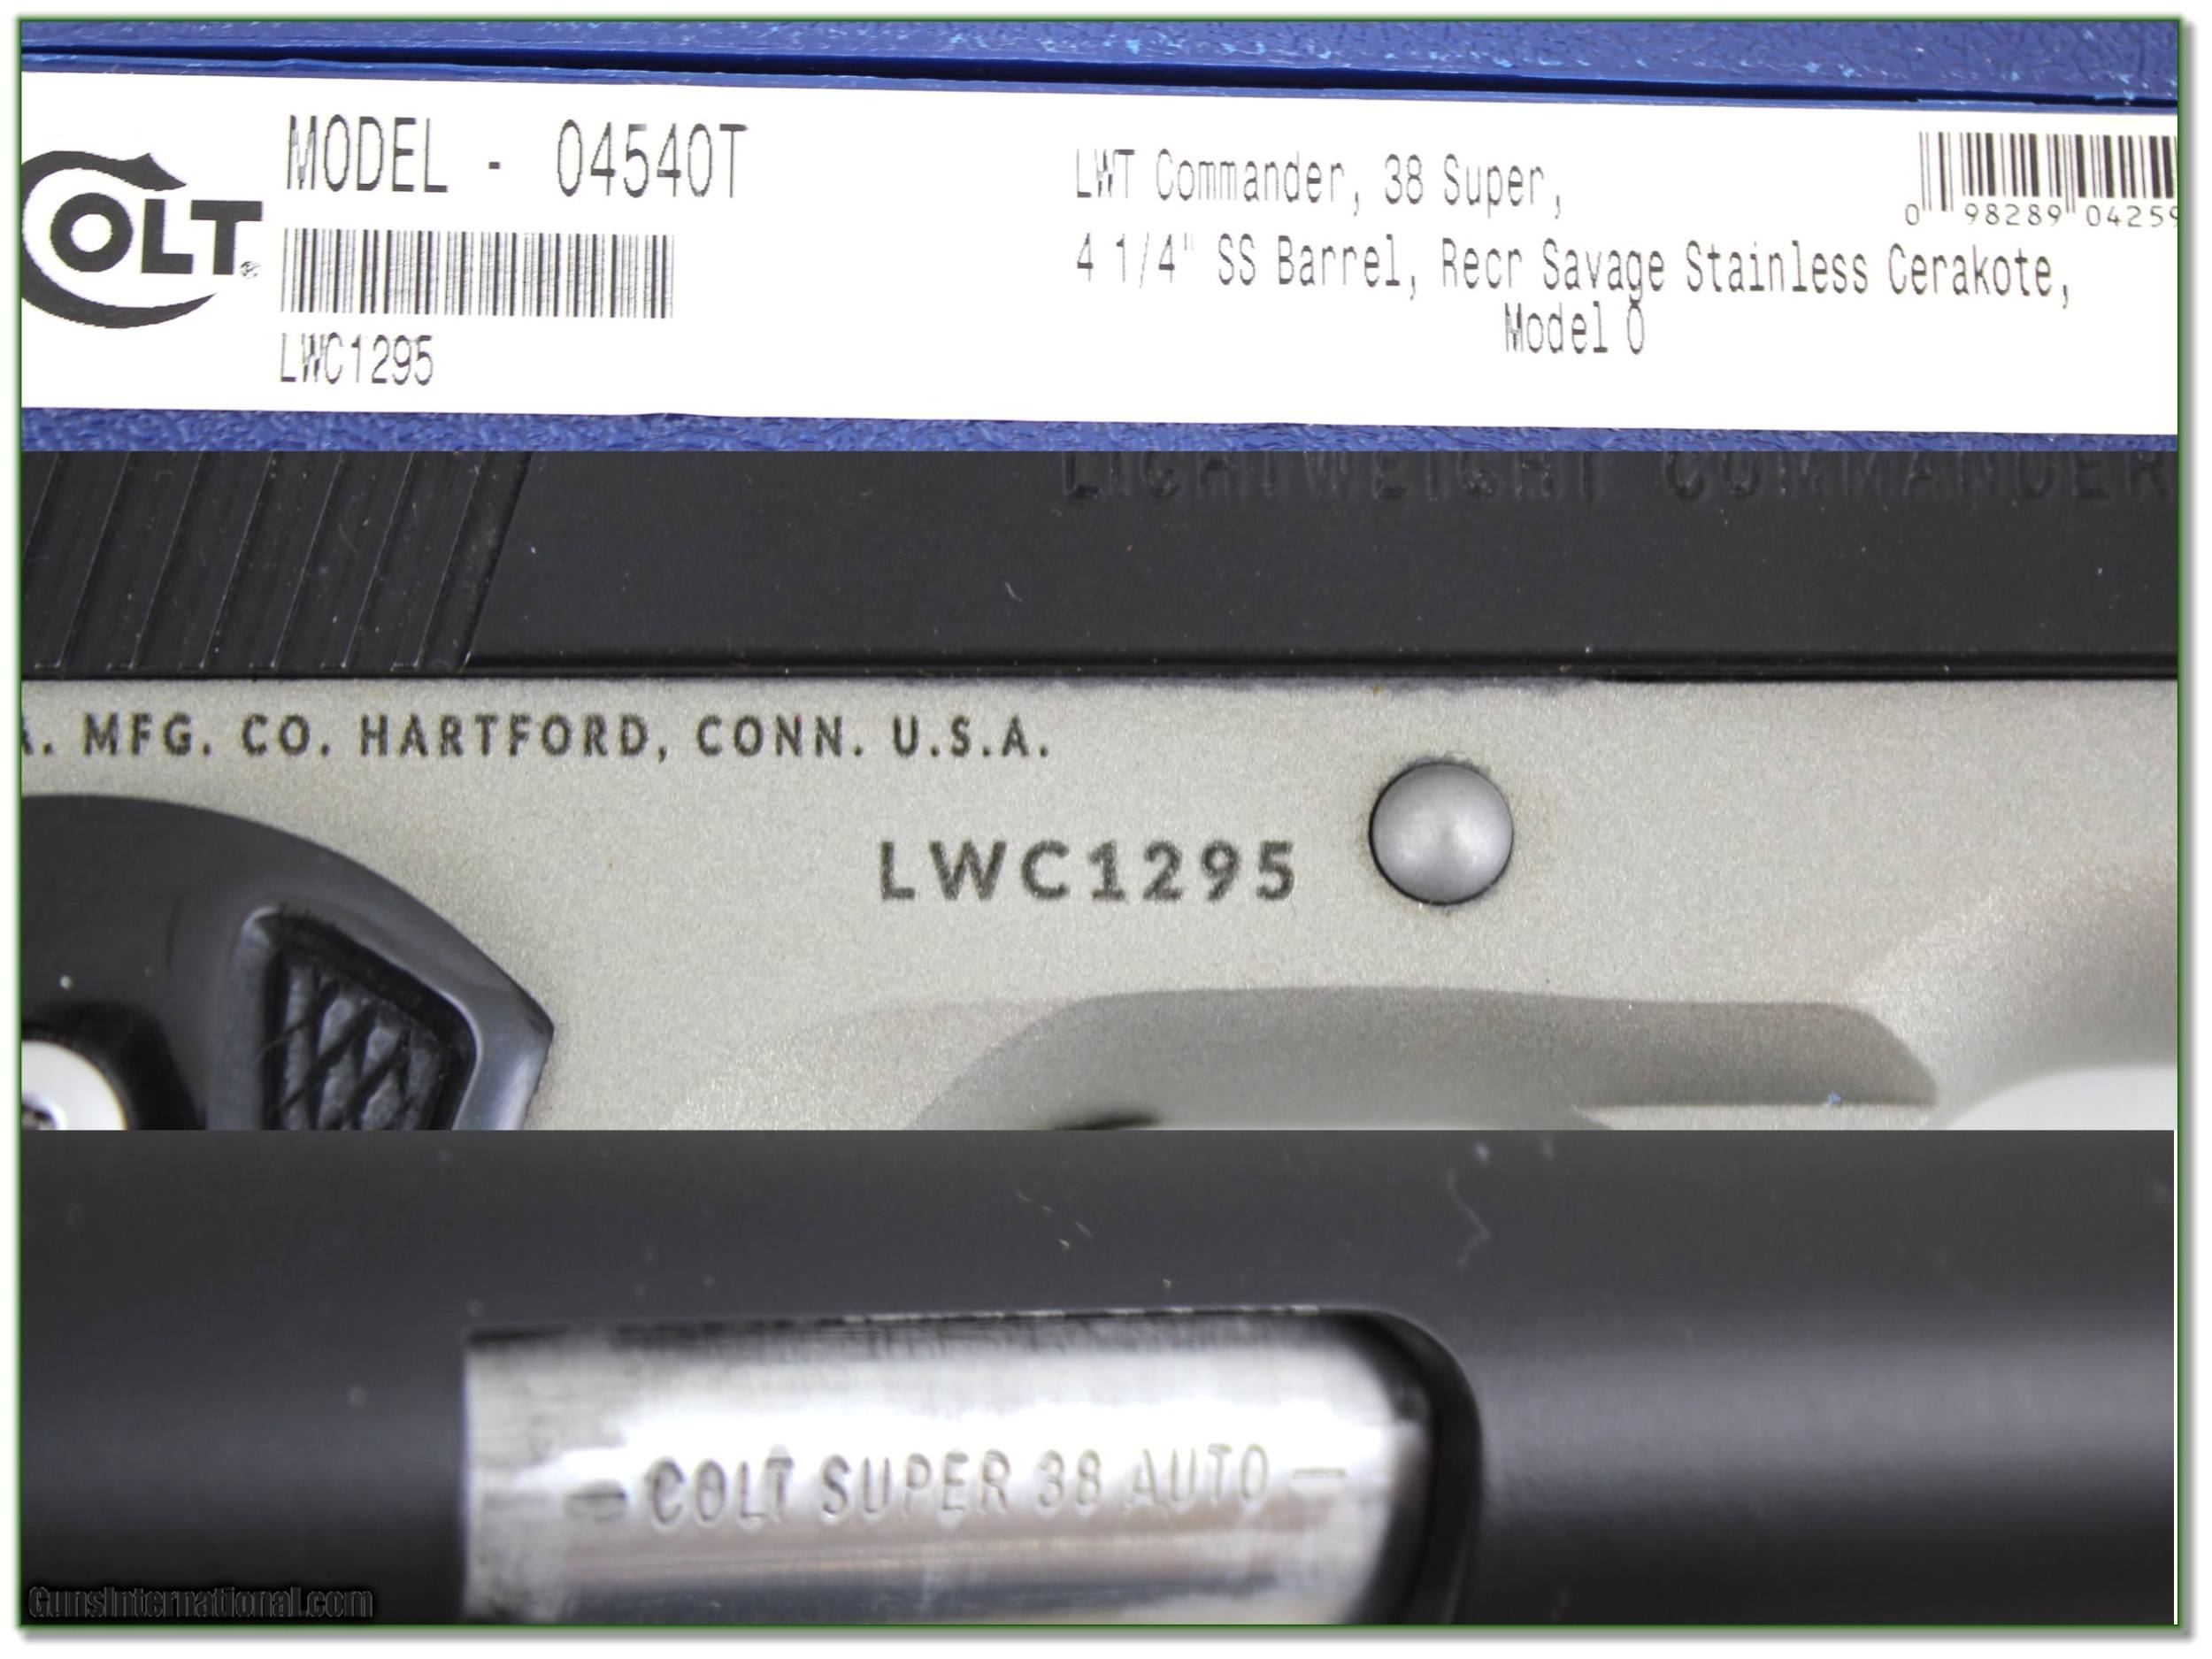 COLT
MODEL - 04540T
LWC1295
LWT Commander, 38 Super,
4 1/4" SS Barrel, Recr Savage Stainless Cerakote,
Model O
0 98289 04259
LIGHTWEIGHT COMMANDER
. MFG. CO. HARTFORD, CONN. U.S.A.
LWC1295
- COLT SUPER 38 AUTO -
GunsInternational.com